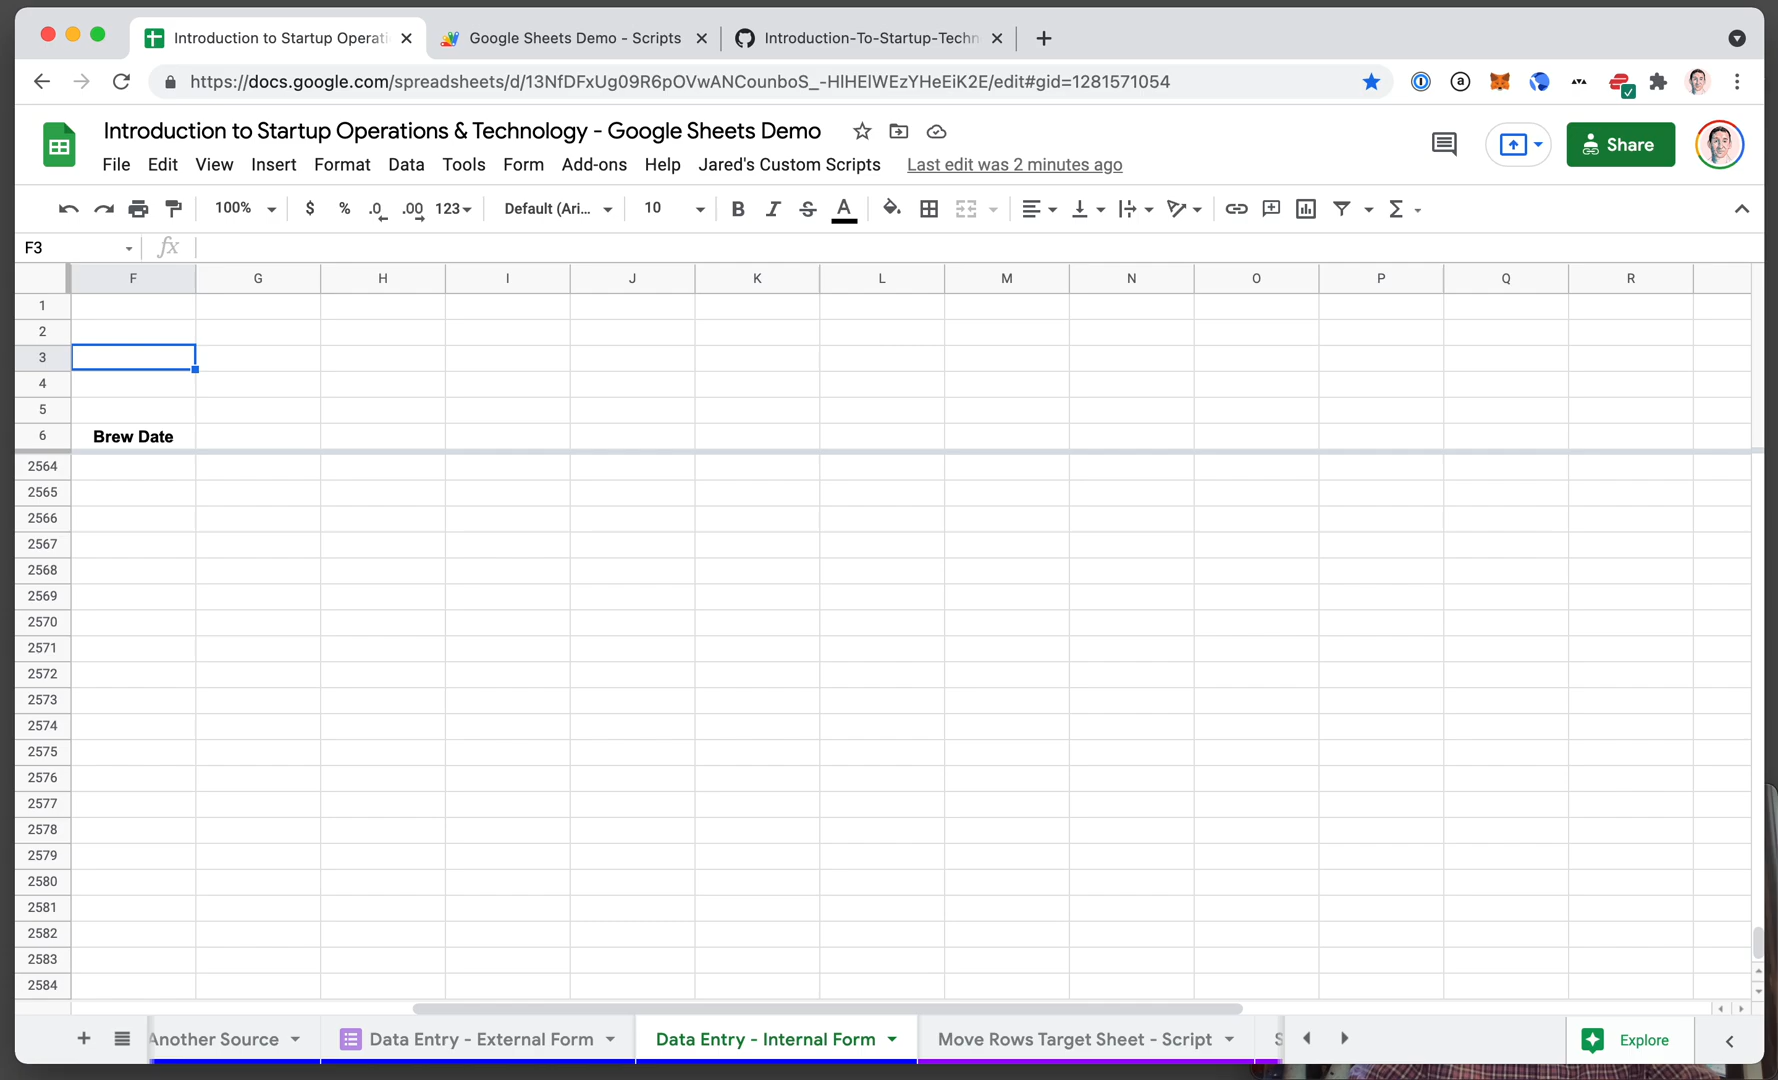 Introduction to Startup Operati
Google Sheets Demo - Scripts
Introduction-To-Startup-Techn
https://docs.google.com/spreadsheets/d/13NfDFxUg09R6pOVwANCounboS_-HlHElWEzYHeEiK2E/edit#gid=1281571054
Introduction to Startup Operations & Technology - Google Sheets Demo
File Edit View Insert Format Data Tools Form Add-ons Help Jared's Custom Scripts Last edit was 2 minutes ago
Share
100% $ % .0 .00 123 Default (Ari... 10 B I S A Σ
F3 fx
F G H I J K L M N O P Q R
1
2
3
4
5
6 Brew Date
2564
2565
2566
2567
2568
2569
2570
2571
2572
2573
2574
2575
2576
2577
2578
2579
2580
2581
2582
2583
2584
Another Source Data Entry - External Form Data Entry - Internal Form Move Rows Target Sheet - Script Explore